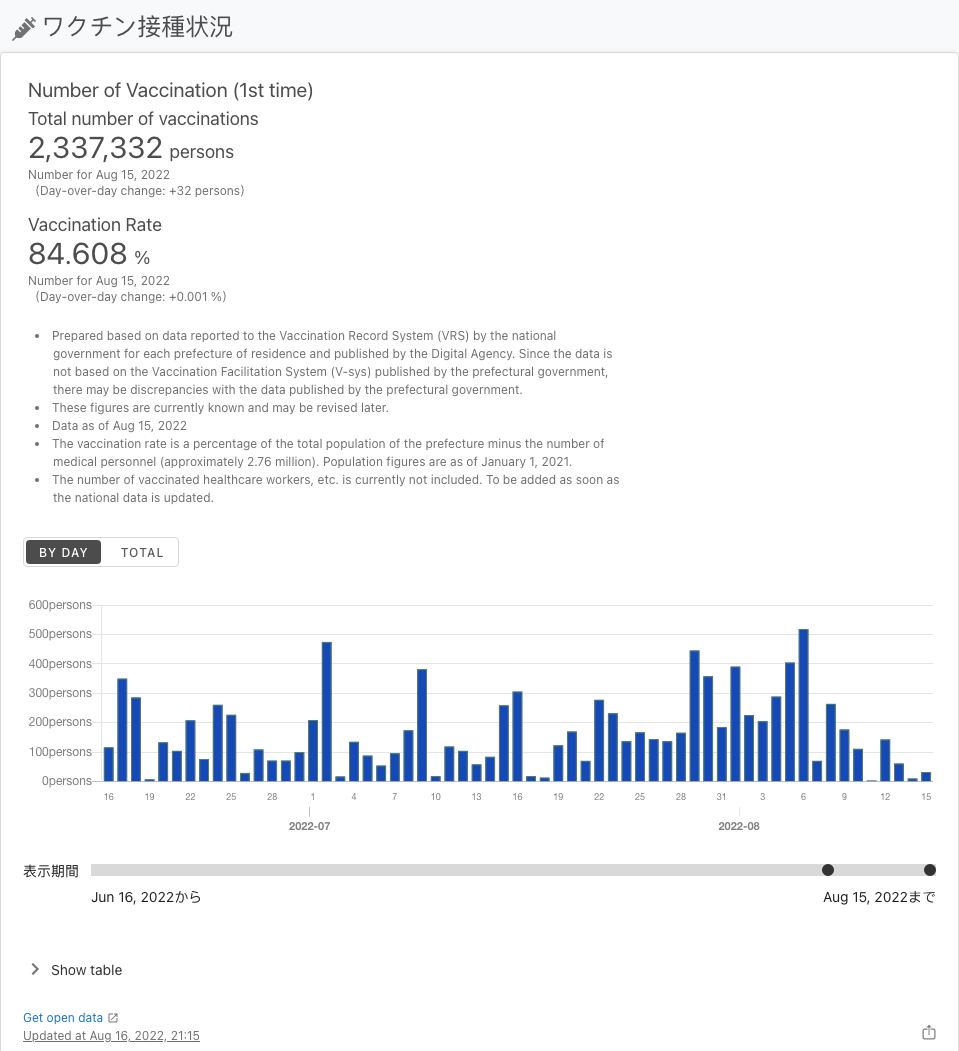 ワクチン接種状況
Number of Vaccination (1st time)
Total number of vaccinations
2,337,332 persons
Number for Aug 15, 2022
(Day-over-day change: +32 persons)
Vaccination Rate
84.608 %
Number for Aug 15, 2022
(Day-over-day change: +0.001 %)
• Prepared based on data reported to the Vaccination Record System (VRS) by the national
government for each prefecture of residence and published by the Digital Agency. Since the data is
not based on the Vaccination Facilitation System (V-sys) published by the prefectural government,
there may be discrepancies with the data published by the prefectural government.
• These figures are currently known and may be revised later.
• Data as of Aug 15, 2022
• The vaccination rate is a percentage of the total population of the prefecture minus the number of
medical personnel (approximately 2.76 million). Population figures are as of January 1, 2021.
• The number of vaccinated healthcare workers, etc. is currently not included. To be added as soon as
the national data is updated.
BY DAY TOTAL
600persons
500persons
400persons
300persons
200persons
100persons
0persons
16 19 22 25 28 1 4 7 10 13 16 19 22 25 28 31 3 6 9 12 15
2022-07 2022-08
表示期間
Jun 16, 2022から Aug 15, 2022まで
Show table
Get open data
Updated at Aug 16, 2022, 21:15